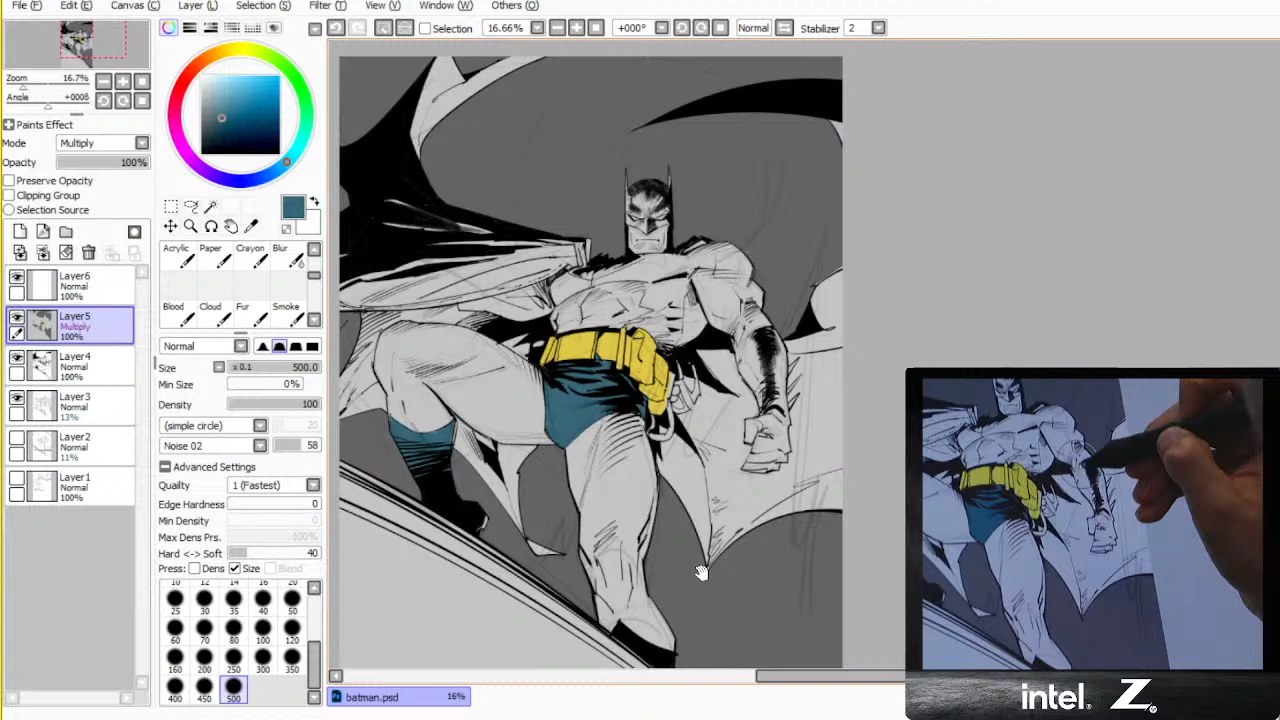 File (F) Edit (E) Canvas (C) Layer (L) Selection (S) Filter (T) View (V) Window (W) Others (O)
Selection 16.66% +000° Normal Stabilizer 2
Zoom 16.7%
Angle +000
Paints Effect
Mode Multiply
Opacity 100%
Preserve Opacity
Clipping Group
Selection Source
Layer6
Normal
100%
Layer5
Multiply
100%
Layer4
Normal
100%
Layer3
Normal
13%
Layer2
Normal
11%
Layer1
Normal
100%
Acrylic Paper Crayon Blur
Blood Cloud Fur Smoke
Normal
Size x 0.1 500.0
Min Size 0%
Density 100
(simple circle) 20
Noise 02 58
Advanced Settings
Quality 1 (Fastest)
Edge Hardness 0
Min Density 0
Max Dens Prs. 100%
Hard <-> Soft 40
Press: Dens Size Blend
10 12 14 16 20
25 30 35 40 50
60 70 80 100 120
160 200 250 300 350
400 450 500
batman.psd 16%
intel Z